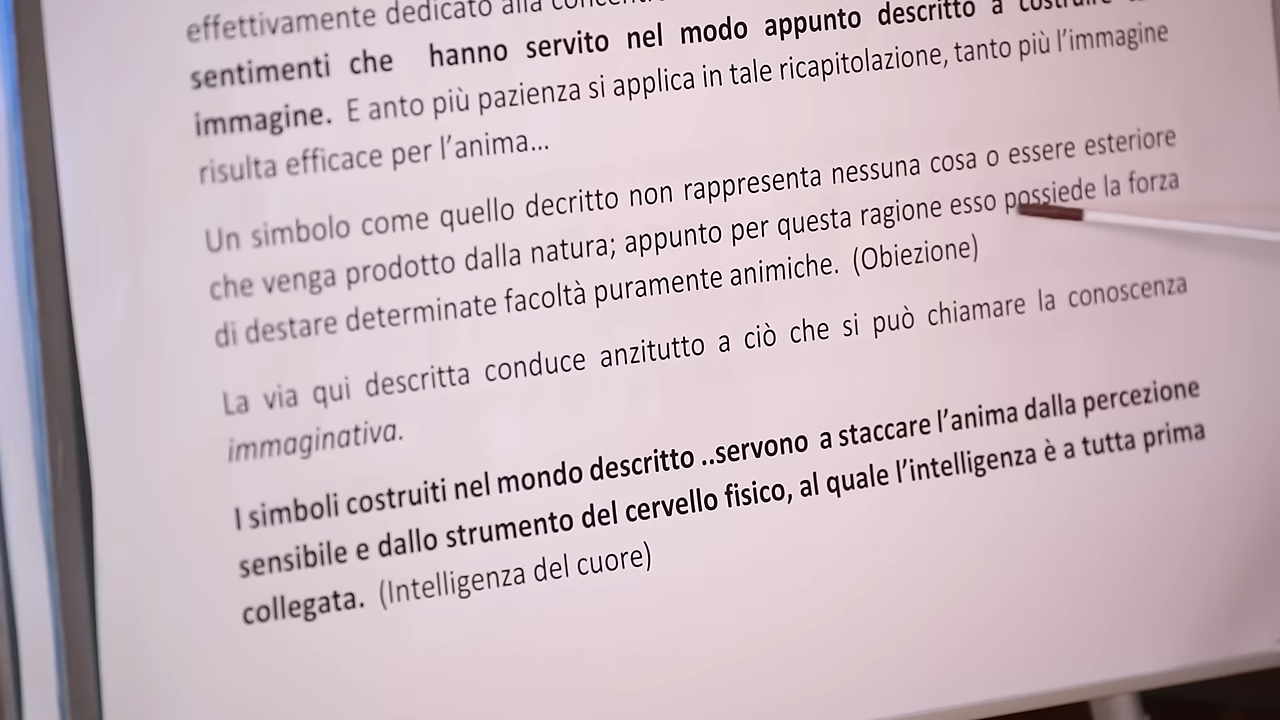 effettivamente dedicato alla
sentimenti che hanno servito nel modo appunto descritto a costruire
immagine. E anto più pazienza si applica in tale ricapitolazione, tanto più l'immagine
risulta efficace per l'anima...
Un simbolo come quello decritto non rappresenta nessuna cosa o essere esteriore
che venga prodotto dalla natura; appunto per questa ragione esso possiede la forza
di destare determinate facoltà puramente animiche. (Obiezione)
La via qui descritta conduce anzitutto a ciò che si può chiamare la conoscenza
immaginativa.
I simboli costruiti nel mondo descritto ..servono a staccare l'anima dalla percezione
sensibile e dallo strumento del cervello fisico, al quale l'intelligenza è a tutta prima
collegata. (Intelligenza del cuore)